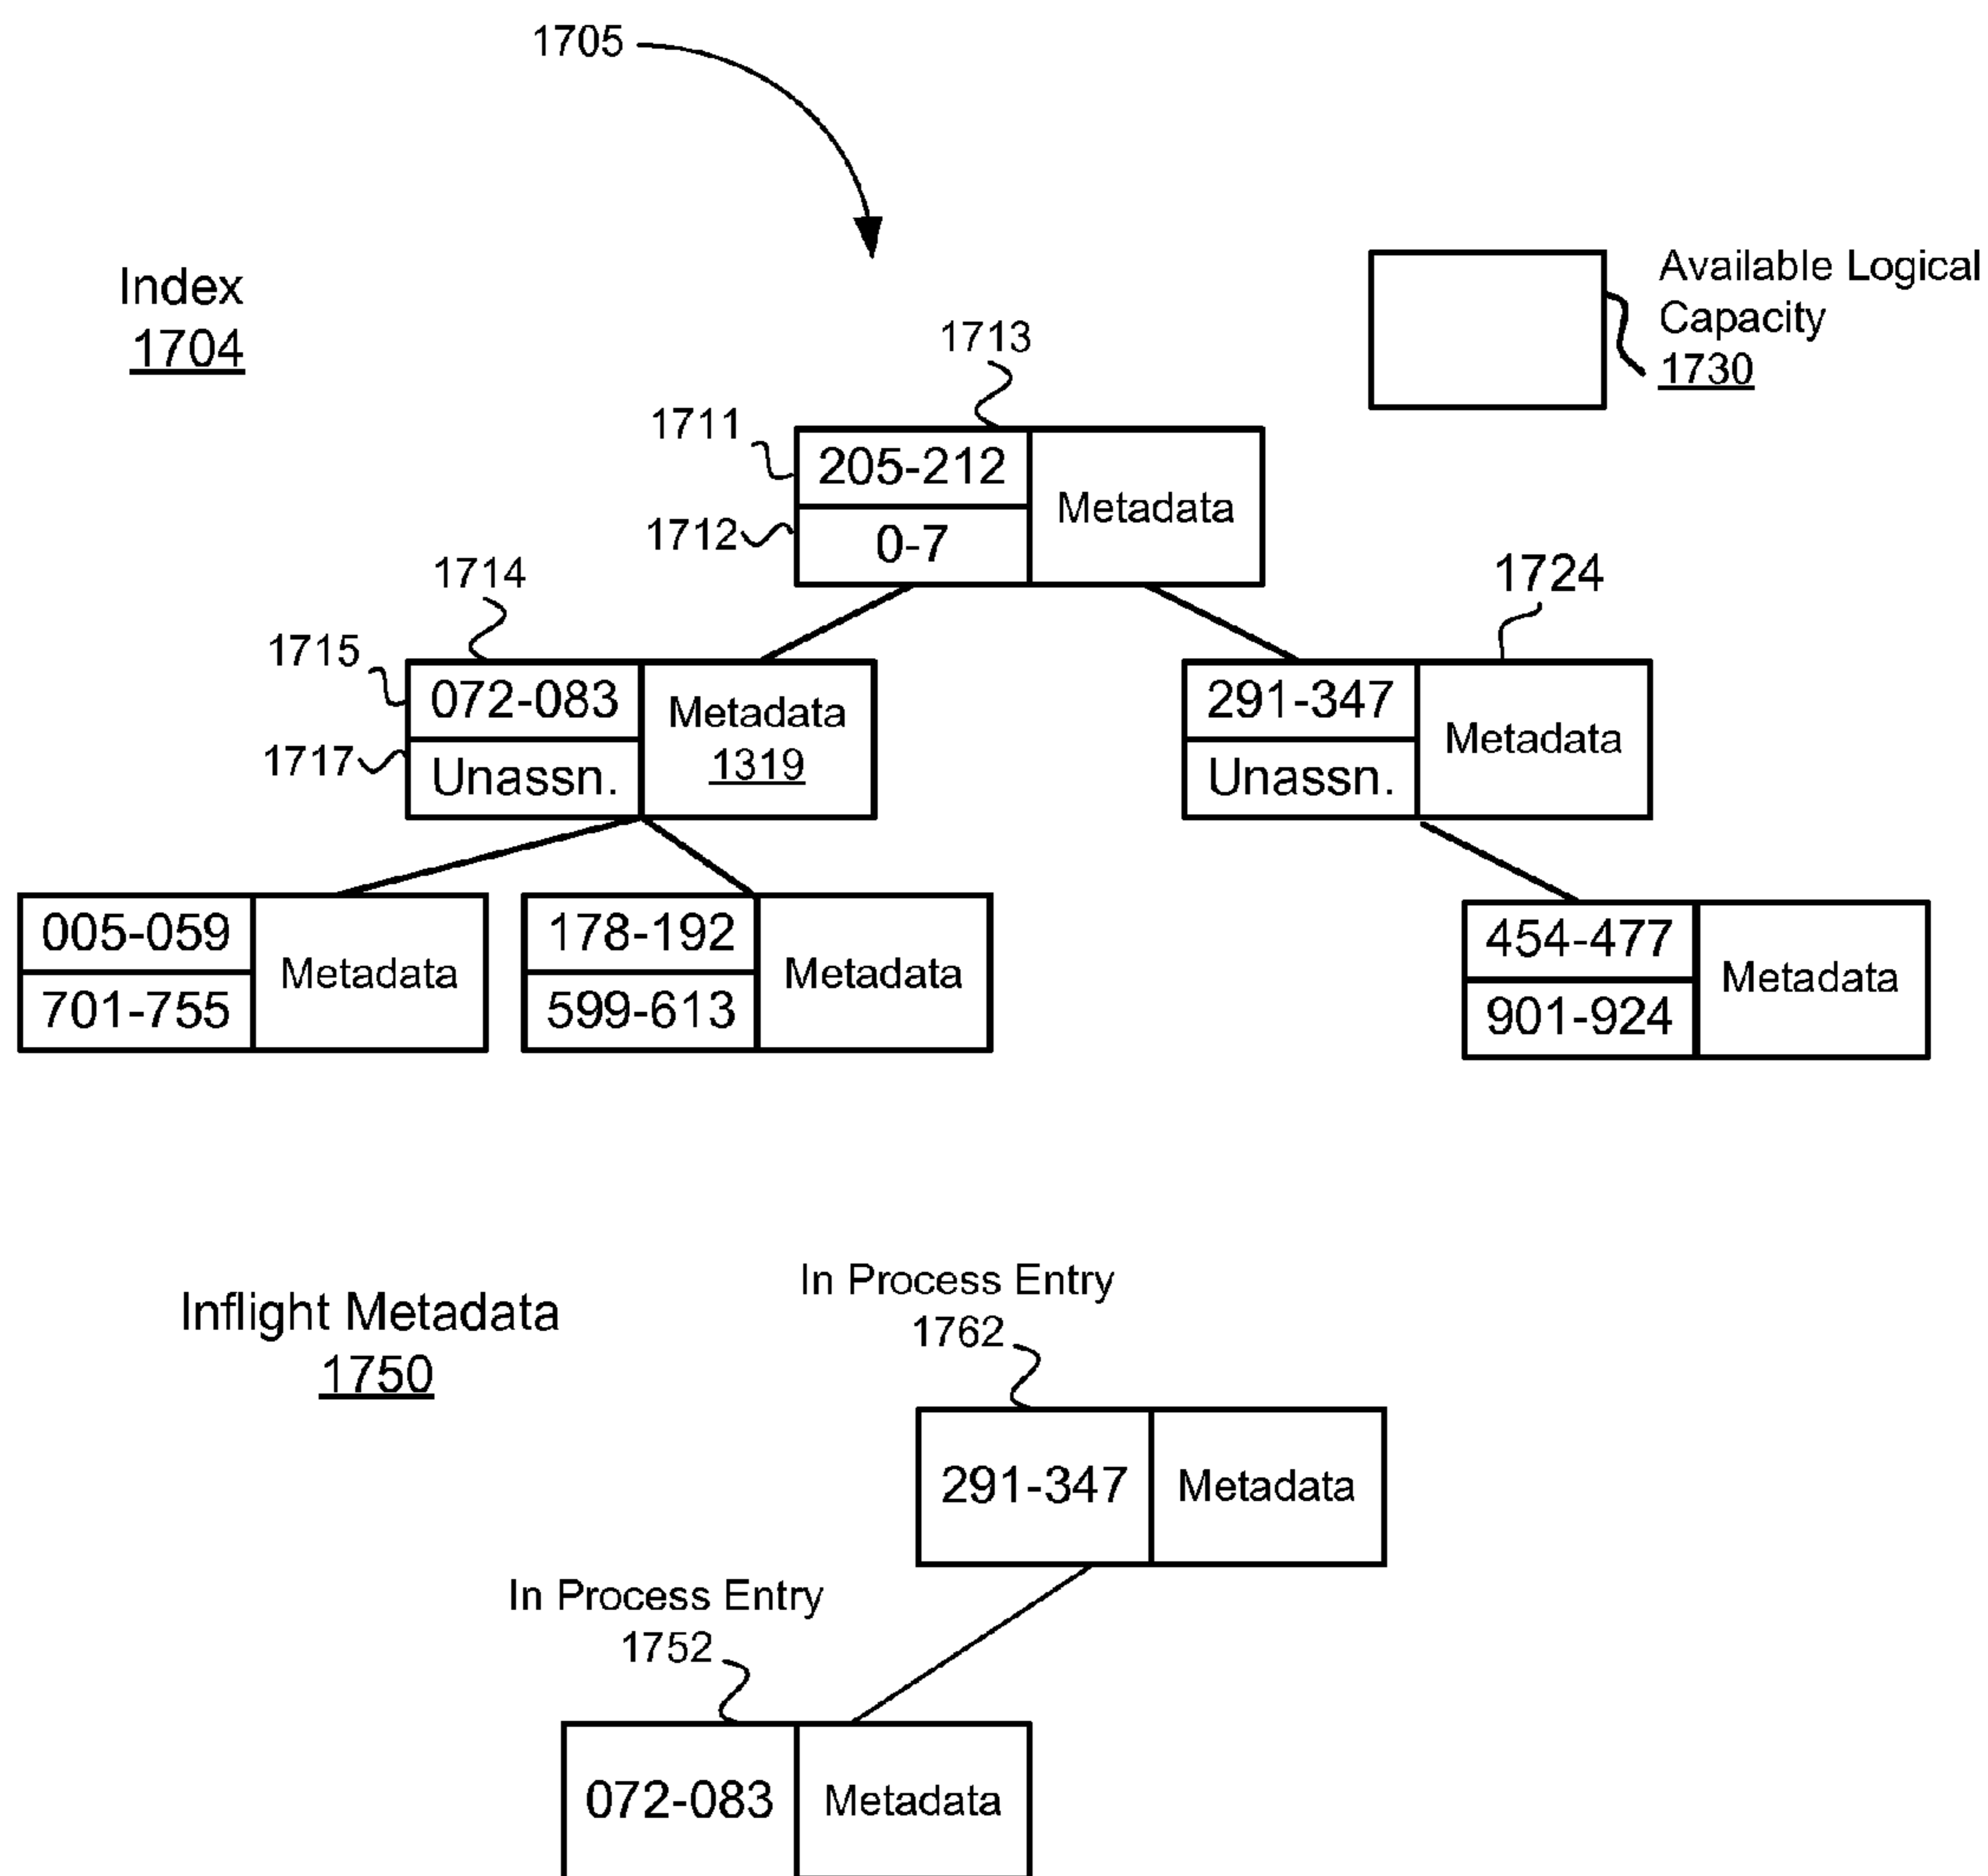 1705
Index
1704
Available Logical
Capacity
1730
1713
1711
205-212
Metadata
1712
0-7
1714
1724
1715
072-083
Metadata
1319
1717
Unassn.
291-347
Metadata
Unassn.
005-059
Metadata
701-755
178-192
Metadata
599-613
454-477
Metadata
901-924
Inflight Metadata
1750
In Process Entry
1762
291-347
Metadata
In Process Entry
1752
072-083
Metadata